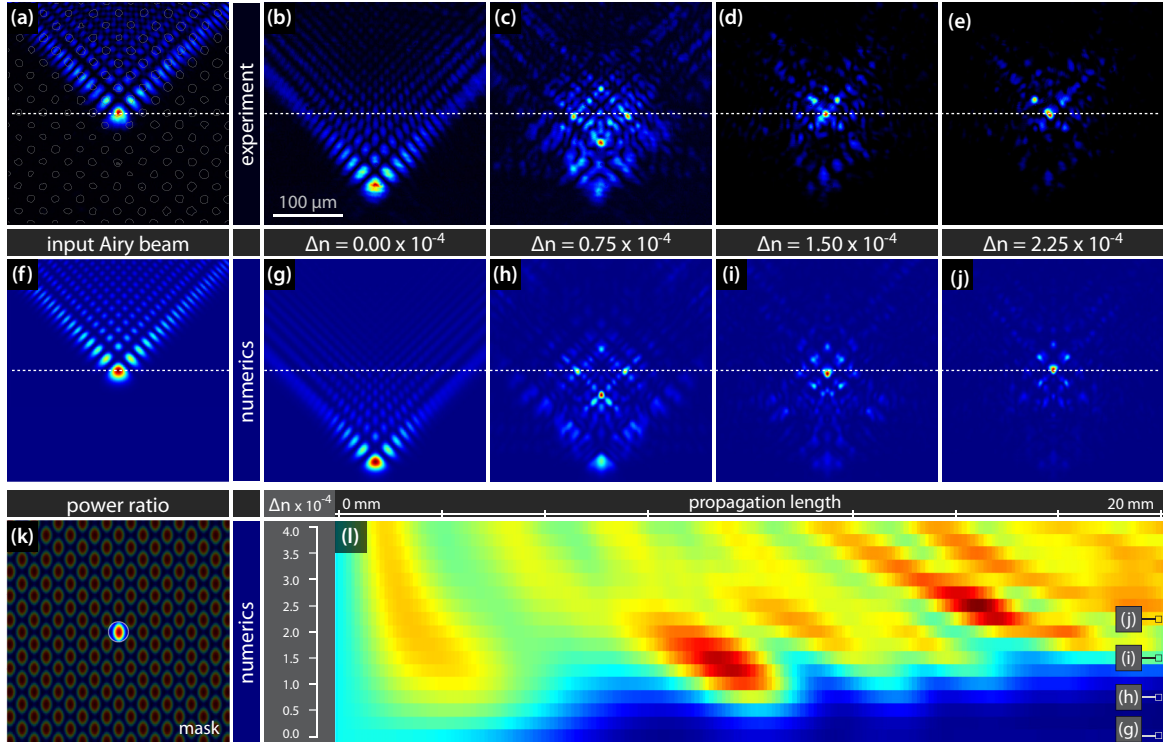 (a)
(b)
(c)
(d)
(e)
experiment
100 µm
input Airy beam
Δn = 0.00 x 10⁻⁴
Δn = 0.75 x 10⁻⁴
Δn = 1.50 x 10⁻⁴
Δn = 2.25 x 10⁻⁴
(f)
(g)
(h)
(i)
(j)
numerics
power ratio
Δn x10⁻⁴
0 mm
propagation length
20 mm
(k)
mask
numerics
4.0
3.5
3.0
2.5
2.0
1.5
1.0
0.5
0.0
(l)
(j)
(i)
(h)
(g)